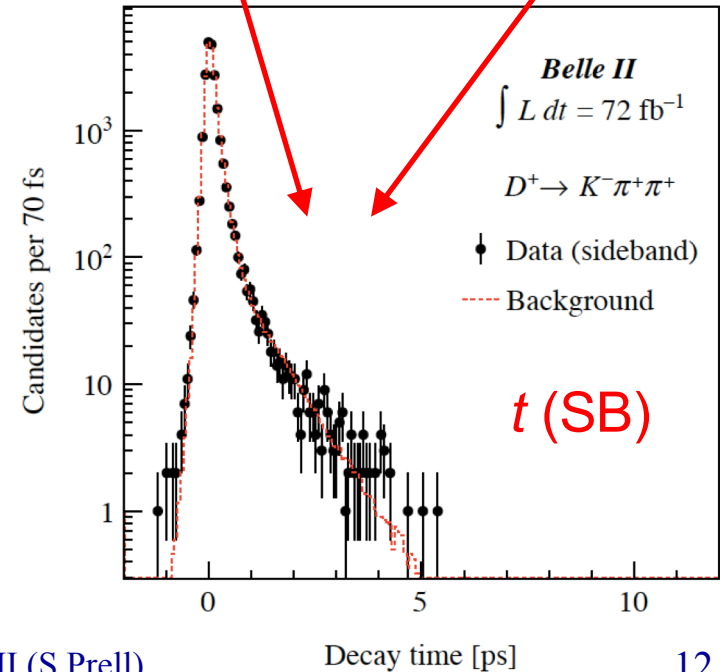 Belle II
∫ L dt = 72 fb⁻¹
D⁺→ K⁻π⁺π⁺
Data (sideband)
Background
t (SB)
Candidates per 70 fs
10³
10²
10
1
0
5
10
Decay time [ps]
II (S Prell)
12